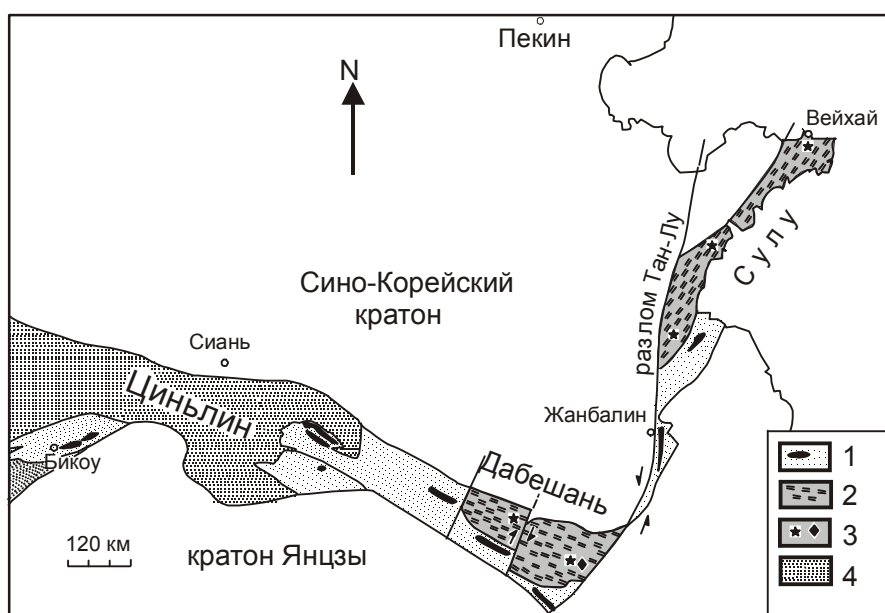 Пекин
N
Вейхай
Сулу
разлом Тан-Лу
Сино-Корейский
кратон
Сиань
Циньлин
Жанбалин
Бикоу
Дабешань
120 км
кратон Янцзы
1
2
3
4